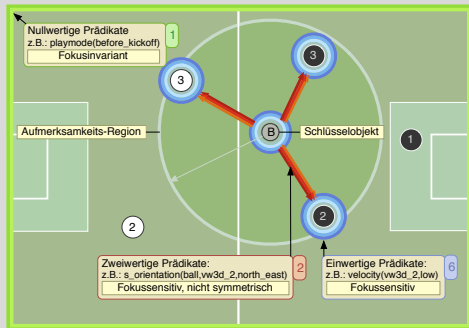 Nullwertige Prädikate
z.B.: playmode(before_kickoff)
Fokusinvariant
1
3
3
Aufmerksamkeits-Region
B
Schlüsselobjekt
1
2
2
Zweiwertige Prädikate:
z.B.: s_orientation(ball,vw3d_2,north_east)
Fokussensitiv, nicht symmetrisch
2
Einwertige Prädikate:
z.B.: velocity(vw3d_2,low)
Fokussensitiv
6